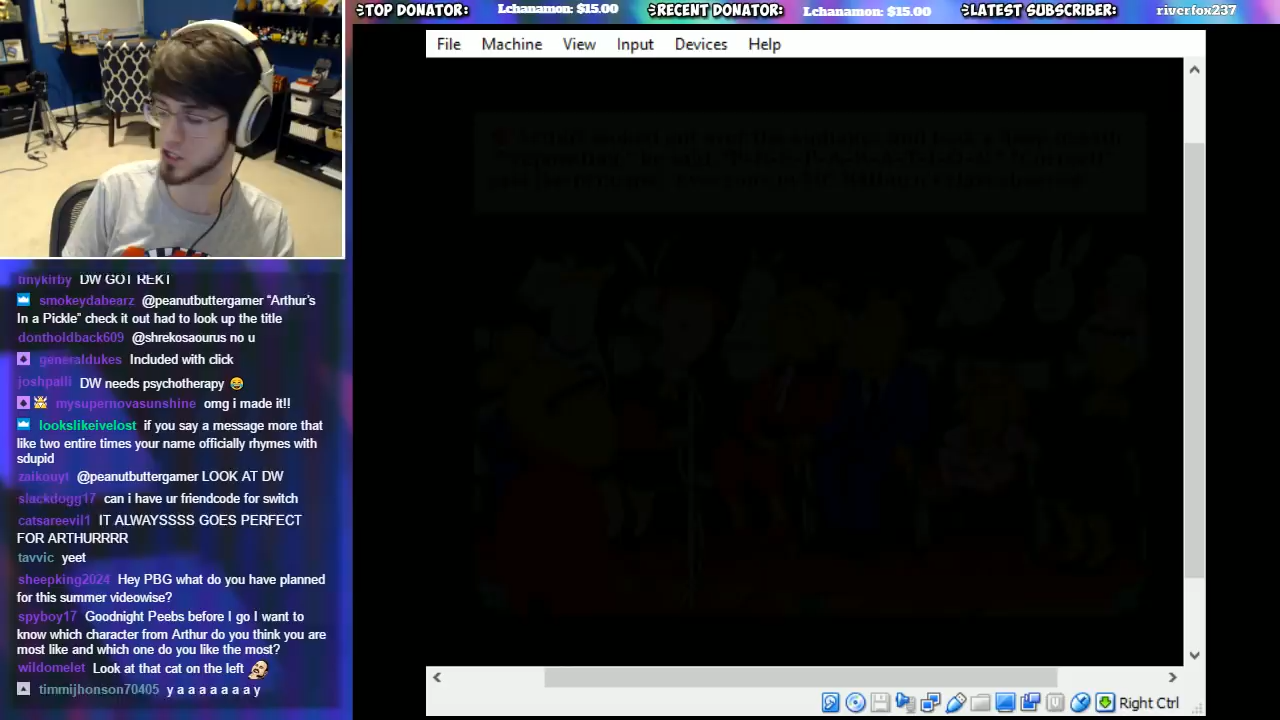 TOP DONATOR: Lchanamon: $15.00 RECENT DONATOR: Lchanamon: $15.00 LATEST SUBSCRIBER: riverfox237
File Machine View Input Devices Help
tinykirby DW GOT REKT
smokeydabearz @peanutbuttergamer “Arthur's
In a Pickle” check it out had to look up the title
dontholdback609 @shrekosaourus no u
generaldukes Included with click
joshpalli DW needs psychotherapy 😂
mysupernovasunshine omg i made it!!
lookslikeivelost if you say a message more that
like two entire times your name officially rhymes with
sdupid
zaikouyt @peanutbuttergamer LOOK AT DW
slackdogg17 can i have ur friendcode for switch
catsareevil1 IT ALWAYSSSS GOES PERFECT
FOR ARTHURRRR
tavvic yeet
sheepking2024 Hey PBG what do you have planned
for this summer videowise?
spyboy17 Goodnight Peebs before I go I want to
know which character from Arthur do you think you are
most like and which one do you like the most?
wildomelet Look at that cat on the left
timmijhonson70405 y a a a a a a y
Right Ctrl